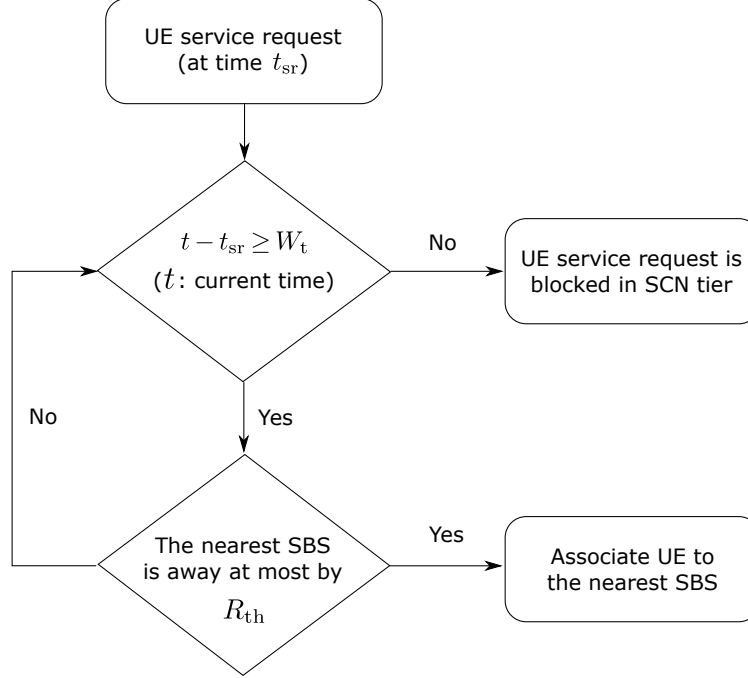 UE service request
(at time t_sr)
t − t_sr ≥ W_t
(t: current time)
No
UE service request is
blocked in SCN tier
No
Yes
The nearest SBS
is away at most by
R_th
Yes
Associate UE to
the nearest SBS